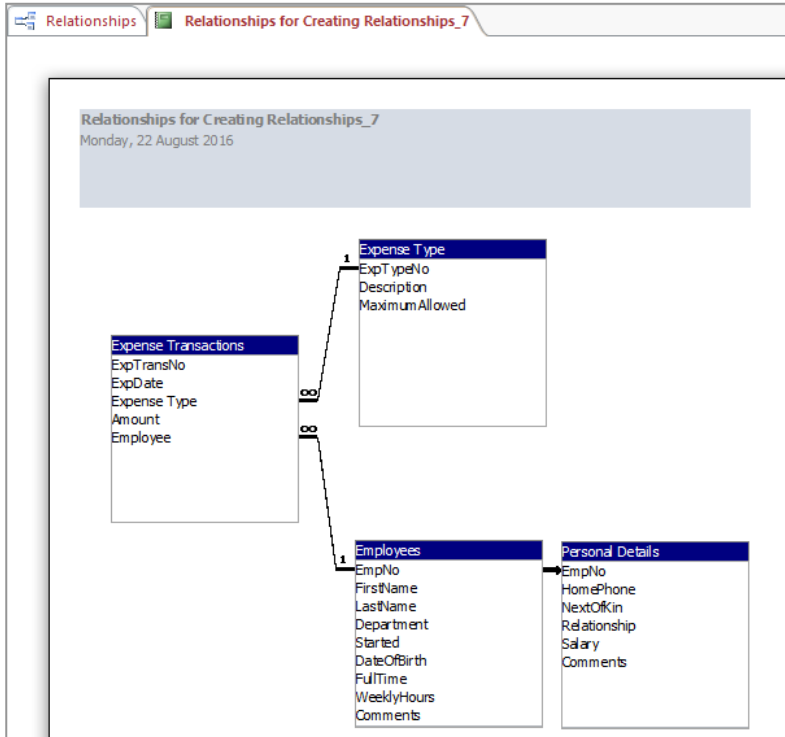 Relationships
Relationships for Creating Relationships_7
Relationships for Creating Relationships_7
Monday, 22 August 2016
Expense Type
ExpTypeNo
Description
MaximumAllowed
1
Expense Transactions
ExpTransNo
ExpDate
Expense Type
Amount
Employee
∞
∞
Employees
EmpNo
FirstName
LastName
Department
Started
DateOfBirth
FullTime
WeeklyHours
Comments
1
Personal Details
EmpNo
HomePhone
NextOfKin
Relationship
Salary
Comments